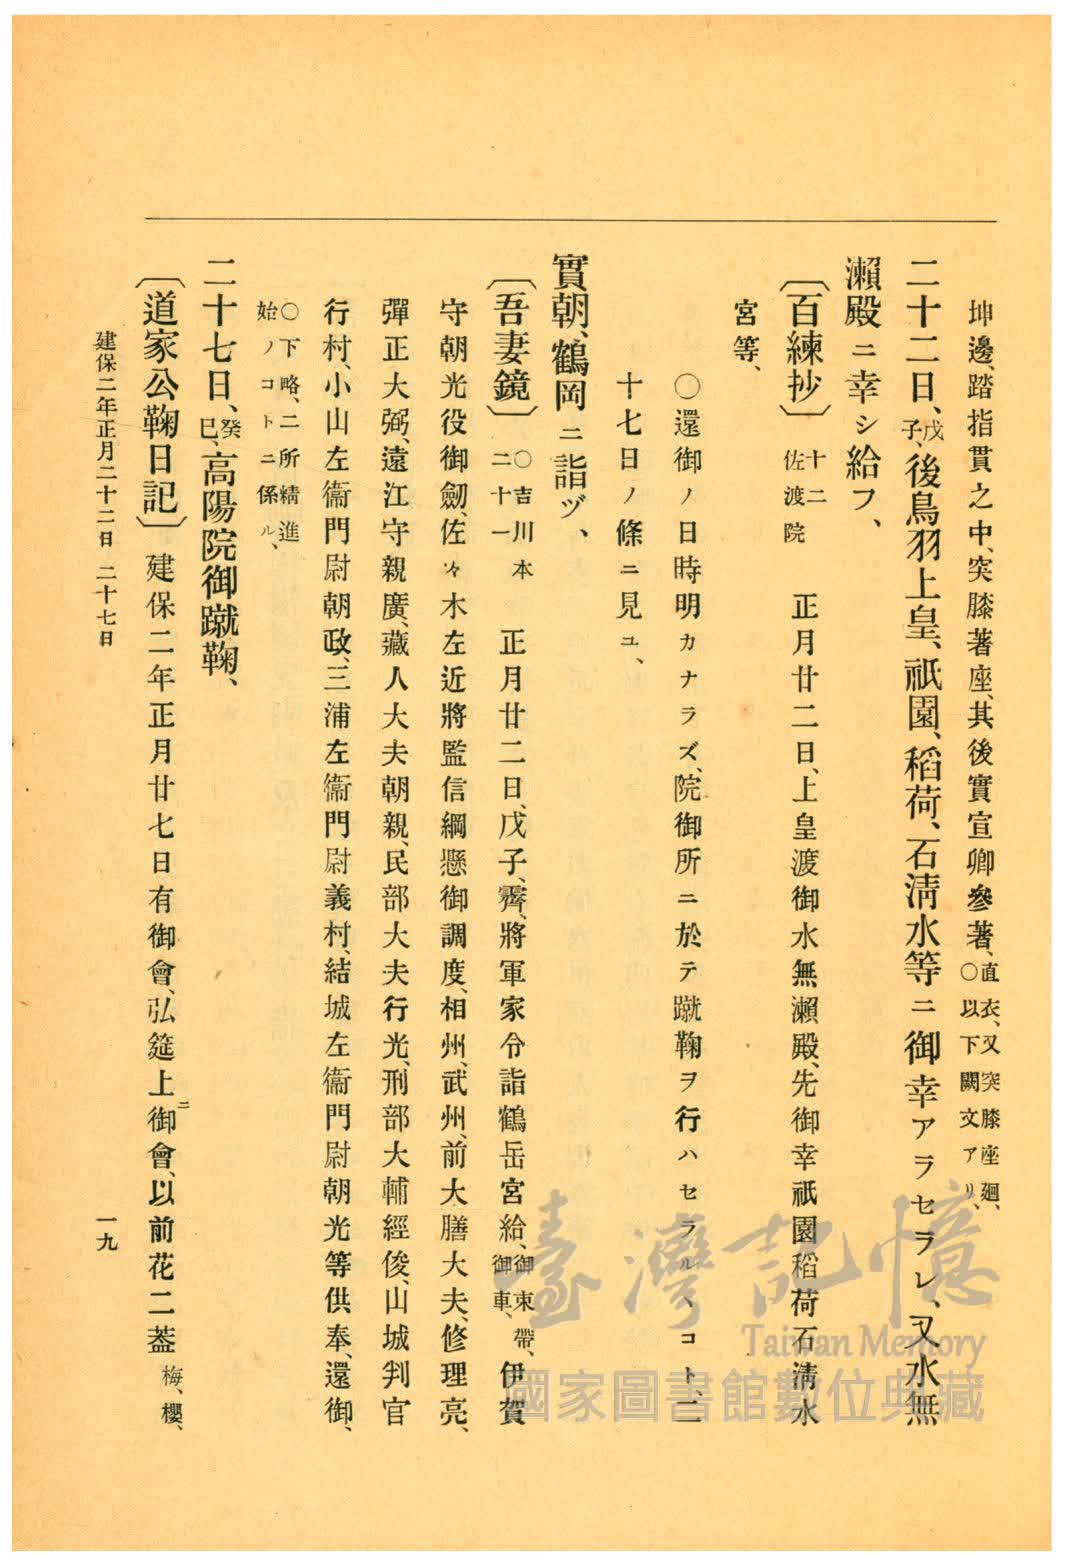 坤邊、踏指貫之中、突膝著座、其後實宣卿參著、直衣、又突膝座廻、○以下闕文アリ、
二十二日、戊子、後鳥羽上皇、祇園、稻荷、石淸水等ニ御幸アラセラレ、又水無
瀨殿ニ幸シ給フ、
〔百練抄〕十二佐渡院 正月廿二日、上皇渡御水無瀨殿、先御幸祇園稻荷石淸水
宮等、
○還御ノ日時明カナラズ、院御所ニ於テ蹴鞠ヲ行ハセラルヽコト、二
十七日ノ條ニ見ユ、
實朝、鶴岡ニ詣ヅ、
〔吾妻鏡〕○吉川本二十一 正月廿二日、戊子、霽、將軍家令詣鶴岳宮給、御束帶、御車、伊賀
守朝光役御劒、佐々木左近將監信綱懸御調度、相州、武州、前大膳大夫、修理亮、
彈正大弼、遠江守親廣、藏人大夫朝親、民部大夫行光、刑部大輔經俊、山城判官
行村、小山左衞門尉朝政、三浦左衞門尉義村、結城左衞門尉朝光等供奉、還御、
○下略、二所精進始ノコトニ係ル、
二十七日、癸巳、高陽院御蹴鞠、
〔道家公鞠日記〕建保二年正月廿七日有御會、弘筵上ニ御會、以前花二葢梅、櫻、
建保二年正月二十二日 二十七日
一九
臺灣記憶
Taiwan Memory
國家圖書館數位典藏